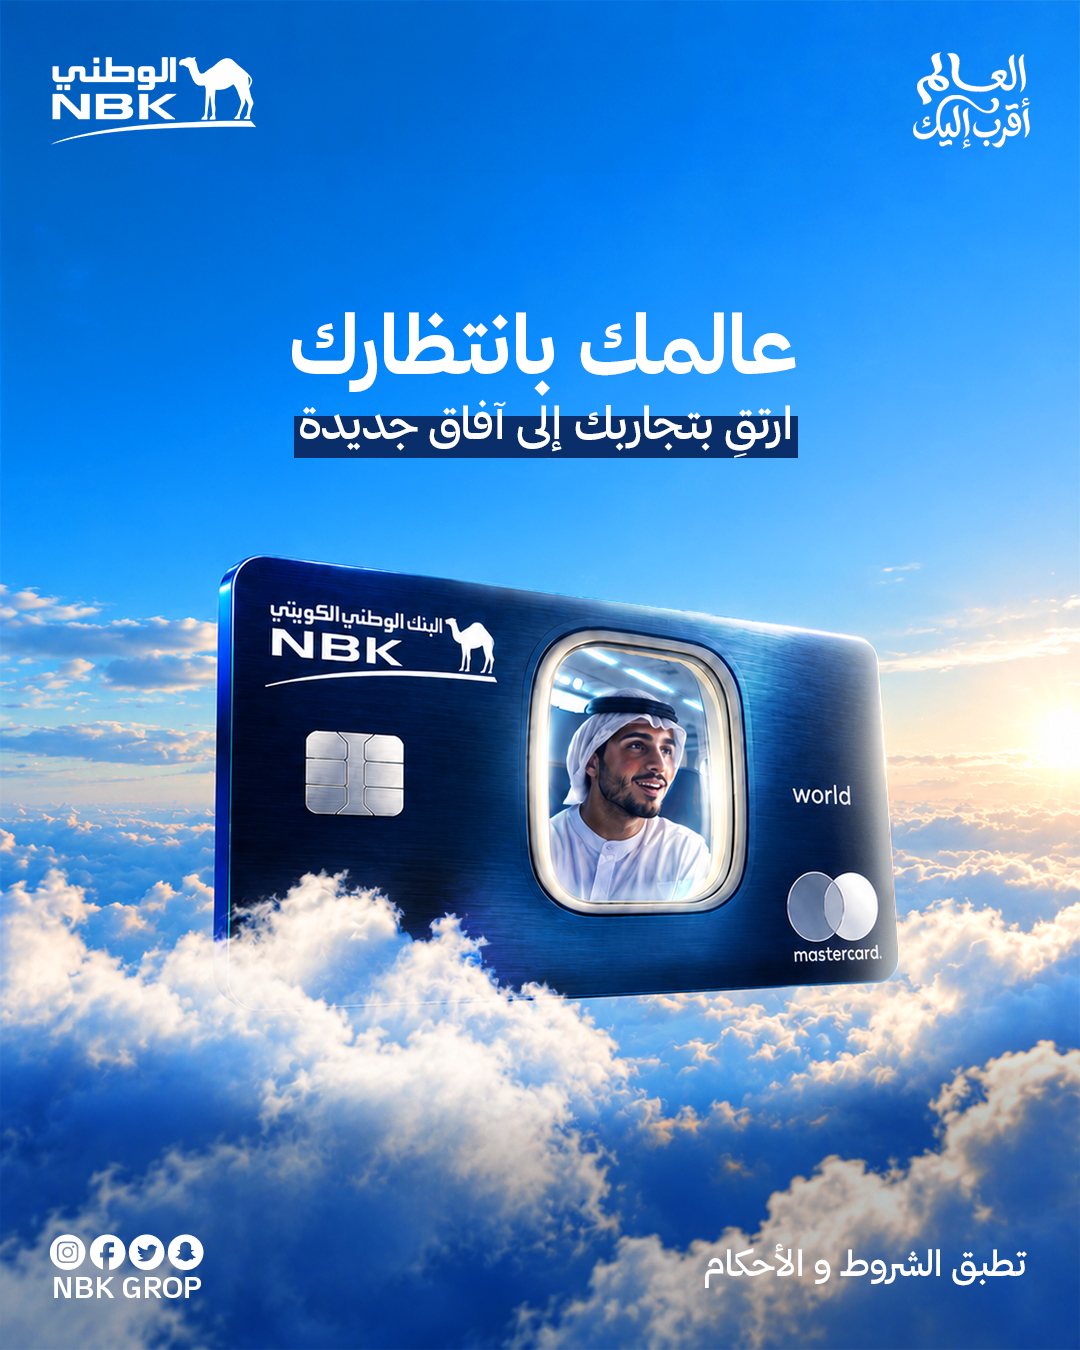 الوطني
NBK
العالم
أقرب إليك
عالمك بانتظارك
ارتقِ بتجاربك إلى آفاق جديدة
البنك الوطني الكويتي
NBK
world
mastercard.
NBK GROP
تطبق الشروط و الأحكام